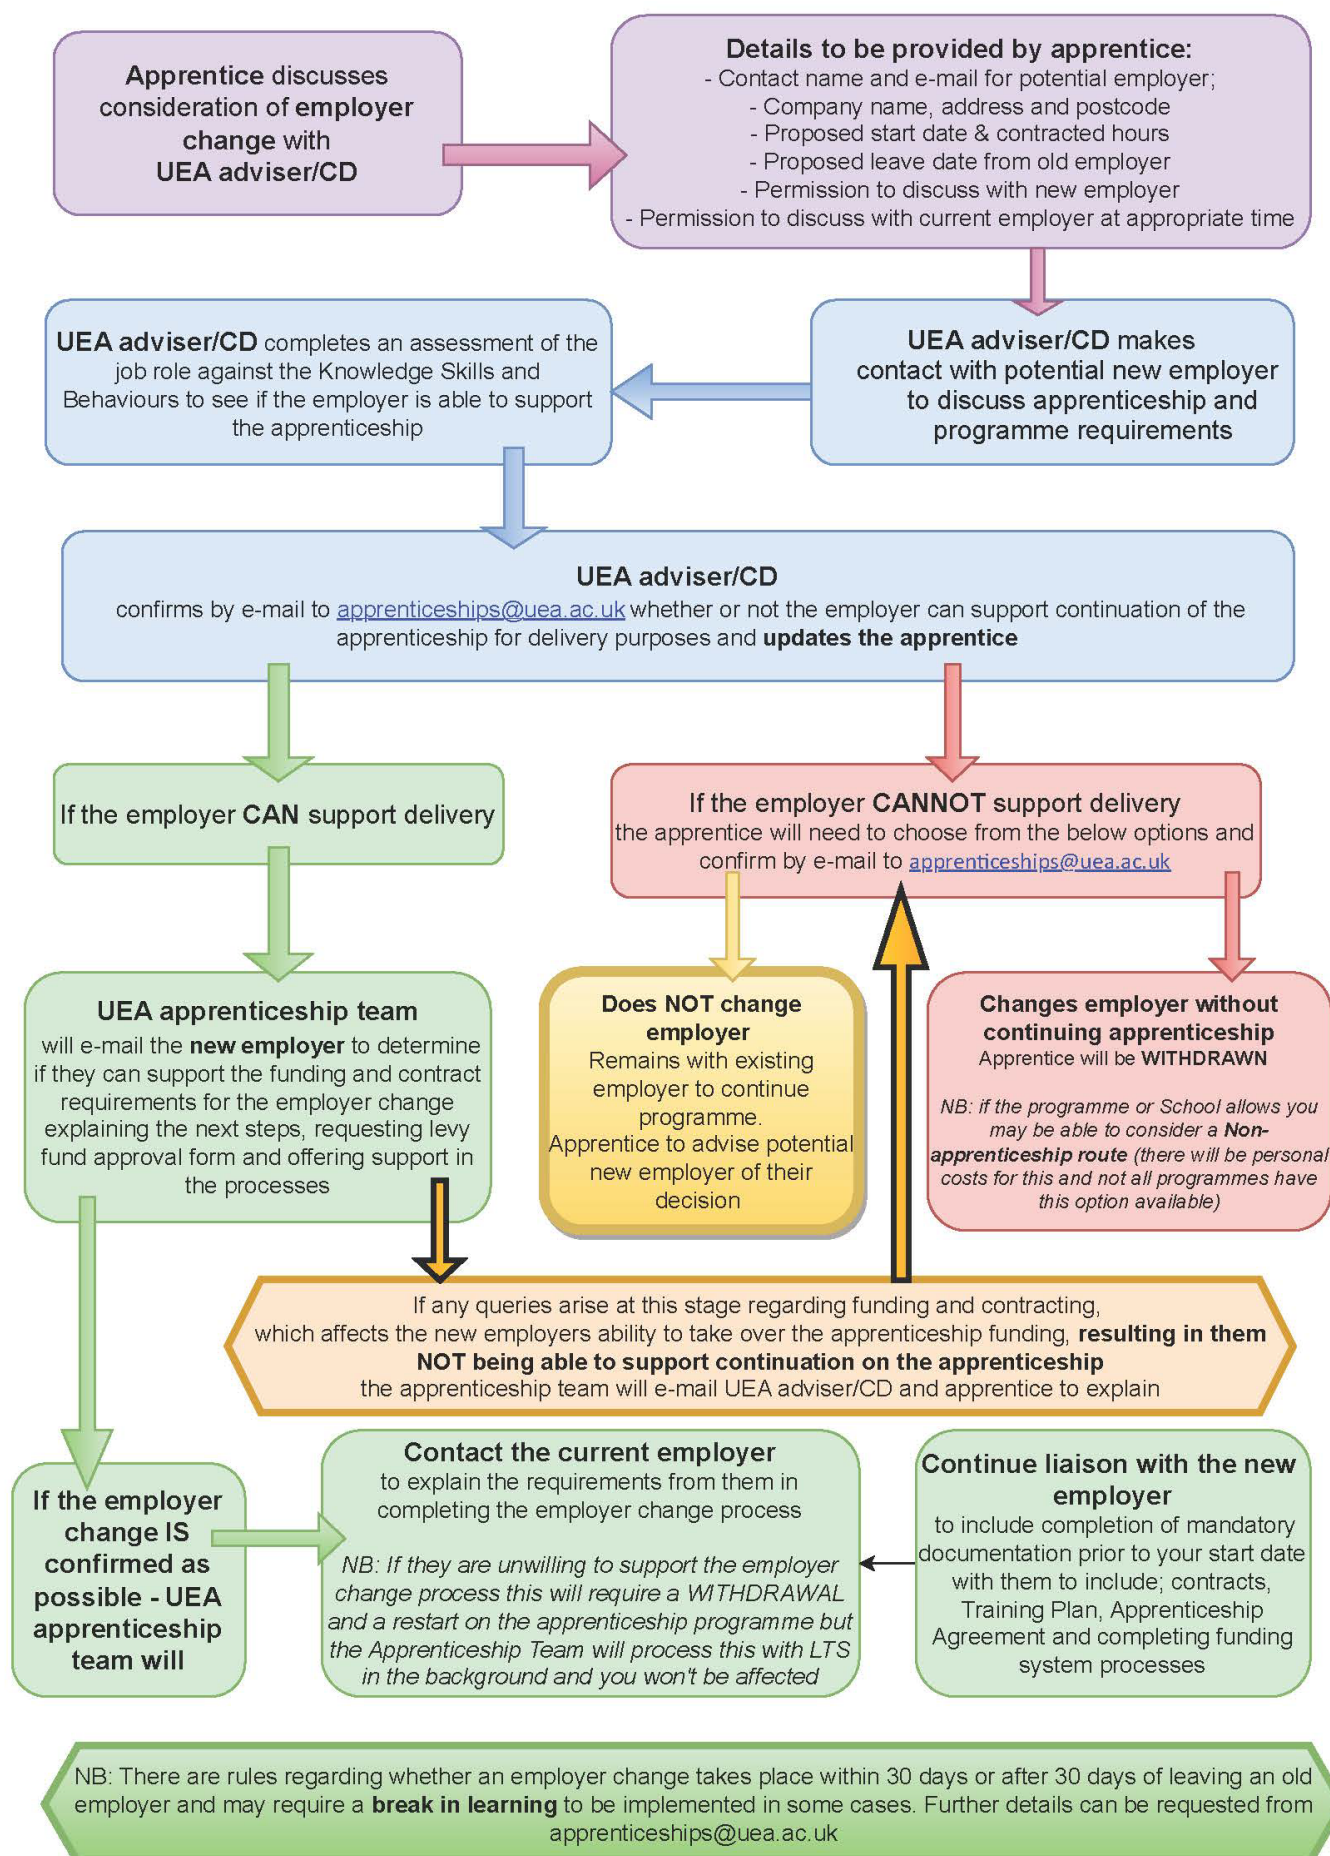 Apprentice discusses
consideration of employer
change with
UEA adviser/CD
Details to be provided by apprentice:
- Contact name and e-mail for potential employer;
- Company name, address and postcode
- Proposed start date & contracted hours
- Proposed leave date from old employer
- Permission to discuss with new employer
- Permission to discuss with current employer at appropriate time
UEA adviser/CD makes
contact with potential new employer
to discuss apprenticeship and
programme requirements
UEA adviser/CD completes an assessment of the
job role against the Knowledge Skills and
Behaviours to see if the employer is able to support
the apprenticeship
UEA adviser/CD
confirms by e-mail to apprenticeships@uea.ac.uk whether or not the employer can support continuation of the
apprenticeship for delivery purposes and updates the apprentice
If the employer CAN support delivery
If the employer CANNOT support delivery
the apprentice will need to choose from the below options and
confirm by e-mail to apprenticeships@uea.ac.uk
UEA apprenticeship team
will e-mail the new employer to determine
if they can support the funding and contract
requirements for the employer change
explaining the next steps, requesting levy
fund approval form and offering support in
the processes
Does NOT change
employer
Remains with existing
employer to continue
programme.
Apprentice to advise potential
new employer of their
decision
Changes employer without
continuing apprenticeship
Apprentice will be WITHDRAWN
NB: if the programme or School allows you
may be able to consider a Non-
apprenticeship route (there will be personal
costs for this and not all programmes have
this option available)
If any queries arise at this stage regarding funding and contracting,
which affects the new employers ability to take over the apprenticeship funding, resulting in them
NOT being able to support continuation on the apprenticeship
the apprenticeship team will e-mail UEA adviser/CD and apprentice to explain
If the employer
change IS
confirmed as
possible - UEA
apprenticeship
team will
Contact the current employer
to explain the requirements from them in
completing the employer change process
NB: If they are unwilling to support the employer
change process this will require a WITHDRAWAL
and a restart on the apprenticeship programme but
the Apprenticeship Team will process this with LTS
in the background and you won't be affected
Continue liaison with the new
employer
to include completion of mandatory
documentation prior to your start date
with them to include; contracts,
Training Plan, Apprenticeship
Agreement and completing funding
system processes
NB: There are rules regarding whether an employer change takes place within 30 days or after 30 days of leaving an old
employer and may require a break in learning to be implemented in some cases. Further details can be requested from
apprenticeships@uea.ac.uk